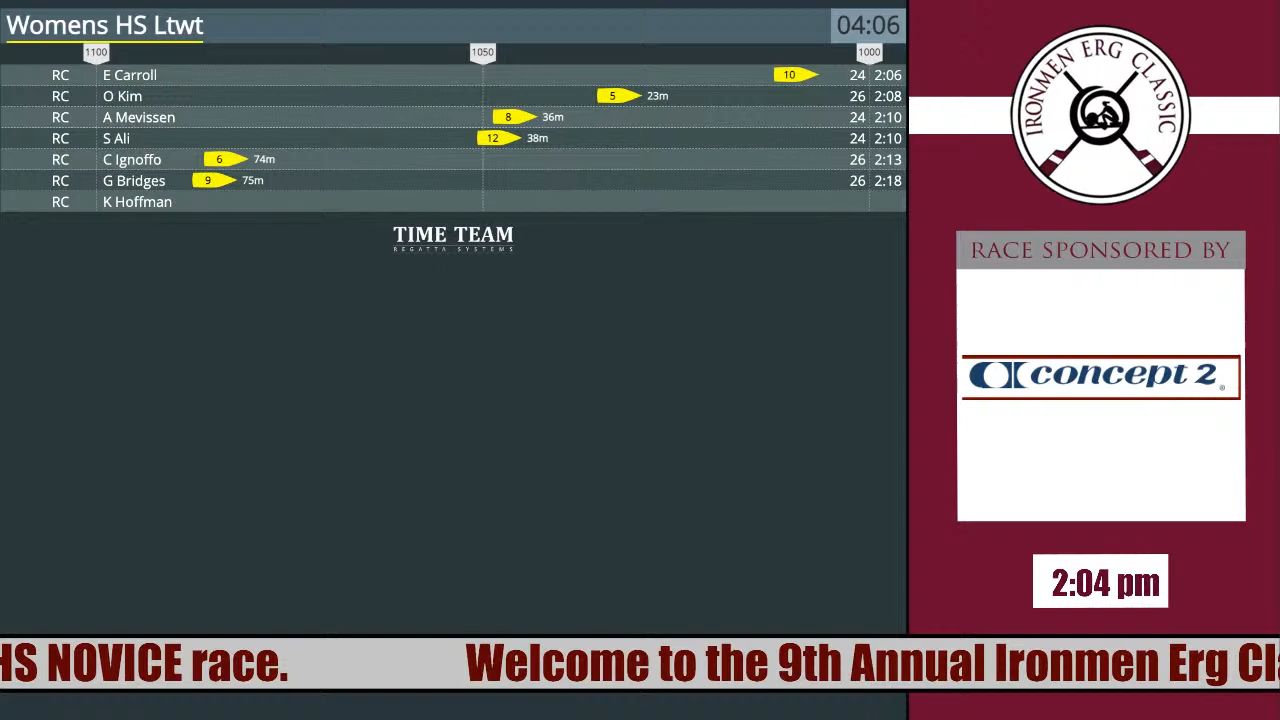 Womens HS Ltwt 04:06
1100 1050 1000
RC E Carroll 10 24 2:06
RC O Kim 5 23m 26 2:08
RC A Mevissen 8 36m 24 2:10
RC S Ali 12 38m 24 2:10
RC C Ignoffo 6 74m 26 2:13
RC G Bridges 9 75m 26 2:18
RC K Hoffman
TIME TEAM
REGATTA SYSTEMS
IRONMEN ERG CLASSIC
RACE SPONSORED BY
concept 2 ®
2:04 pm
HS NOVICE race. Welcome to the 9th Annual Ironmen Erg Cla